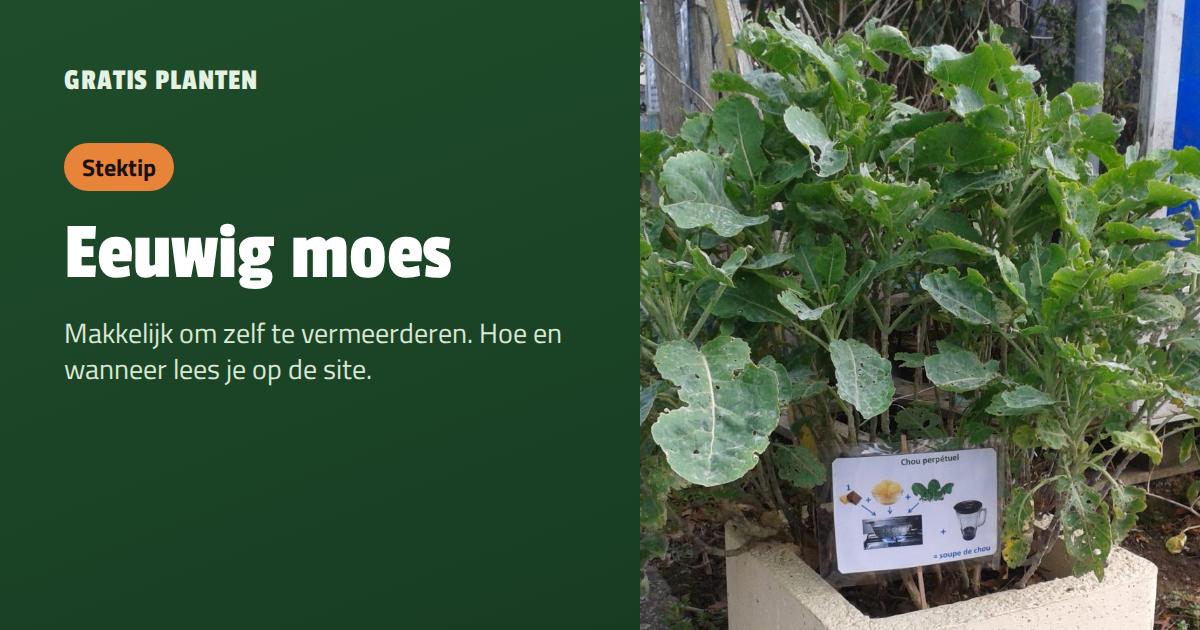 GRATIS PLANTEN
Stektip
Eeuwig moes
Makkelijk om zelf te vermeerderen. Hoe en
wanneer lees je op de site.
Chou perpétuel
1
+
+
+
= soupe de chou